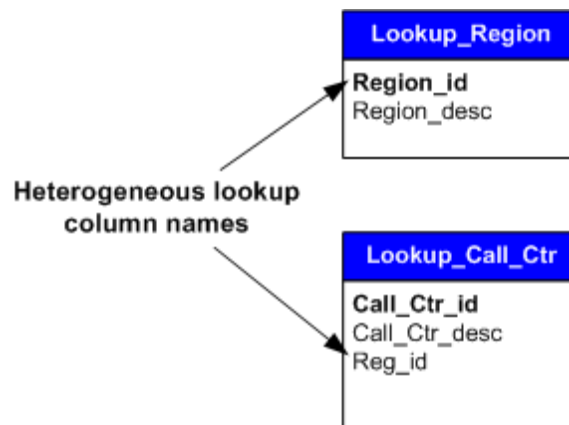 Lookup_Region
Region_id
Region_desc
Heterogeneous lookup
column names
Lookup_Call_Ctr
Call_Ctr_id
Call_Ctr_desc
Reg_id